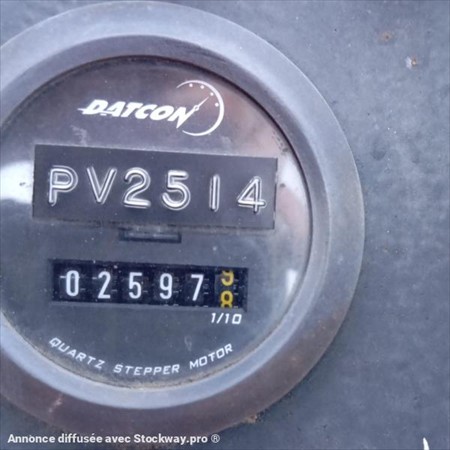 DATCON
PV2514
02597
1/10
QUARTZ STEPPER MOTOR
Annonce diffusée avec Stockway.pro ®